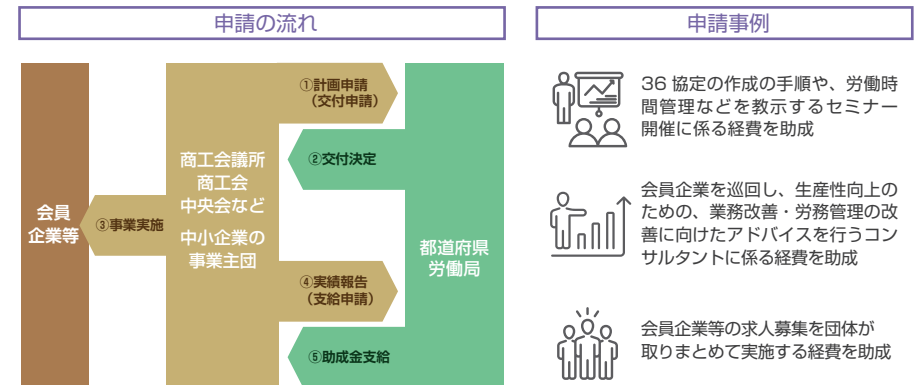 申請の流れ
会員
企業等
商工会議所
商工会
中央会など
中小企業の
事業主団
①計画申請
（交付申請）
②交付決定
③事業実施
④実績報告
（支給申請）
⑤助成金支給
都道府県
労働局
申請事例
36 協定の作成の手順や、労働時
間管理などを教示するセミナー
開催に係る経費を助成
会員企業を巡回し、生産性向上の
ための、業務改善・労務管理の改
善に向けたアドバイスを行うコン
サルタントに係る経費を助成
会員企業等の求人募集を団体が
取りまとめて実施する経費を助成